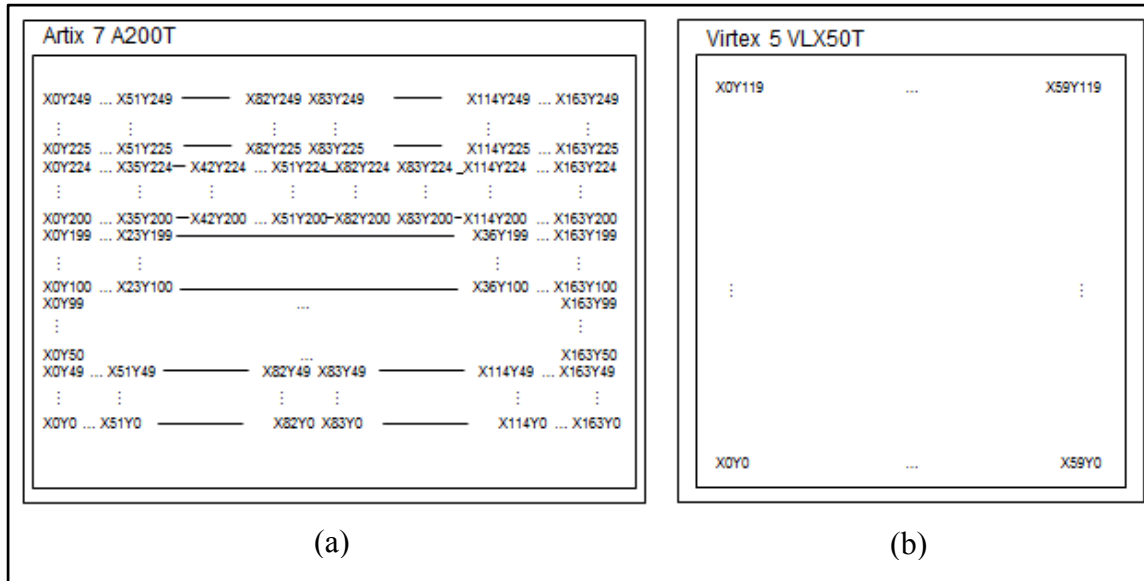 Artix 7 A200T
X0Y249 ... X51Y249 X82Y249 X83Y249 X114Y249 ... X163Y249
⋮ ⋮ ⋮ ⋮ ⋮ ⋮
X0Y225 ... X51Y225 X82Y225 X83Y225 X114Y225 ... X163Y225
X0Y224 ... X35Y224 X42Y224 ... X51Y224 X82Y224 X83Y224 X114Y224 ... X163Y224
⋮ ⋮ ⋮ ⋮ ⋮ ⋮
X0Y200 ... X35Y200 X42Y200 ... X51Y200 X82Y200 X83Y200 X114Y200 ... X163Y200
X0Y199 ... X23Y199 X36Y199 ... X163Y199
⋮ ⋮ ⋮ ⋮
X0Y100 ... X23Y100 X36Y100 ... X163Y100
X0Y99 ... X163Y99
⋮ ⋮
X0Y50 ... X163Y50
X0Y49 ... X51Y49 X82Y49 X83Y49 X114Y49 ... X163Y49
⋮ ⋮ ⋮ ⋮ ⋮ ⋮
X0Y0 ... X51Y0 X82Y0 X83Y0 X114Y0 ... X163Y0
(a)
Virtex 5 VLX50T
X0Y119 ... X59Y119
⋮ ⋮
X0Y0 ... X59Y0
(b)